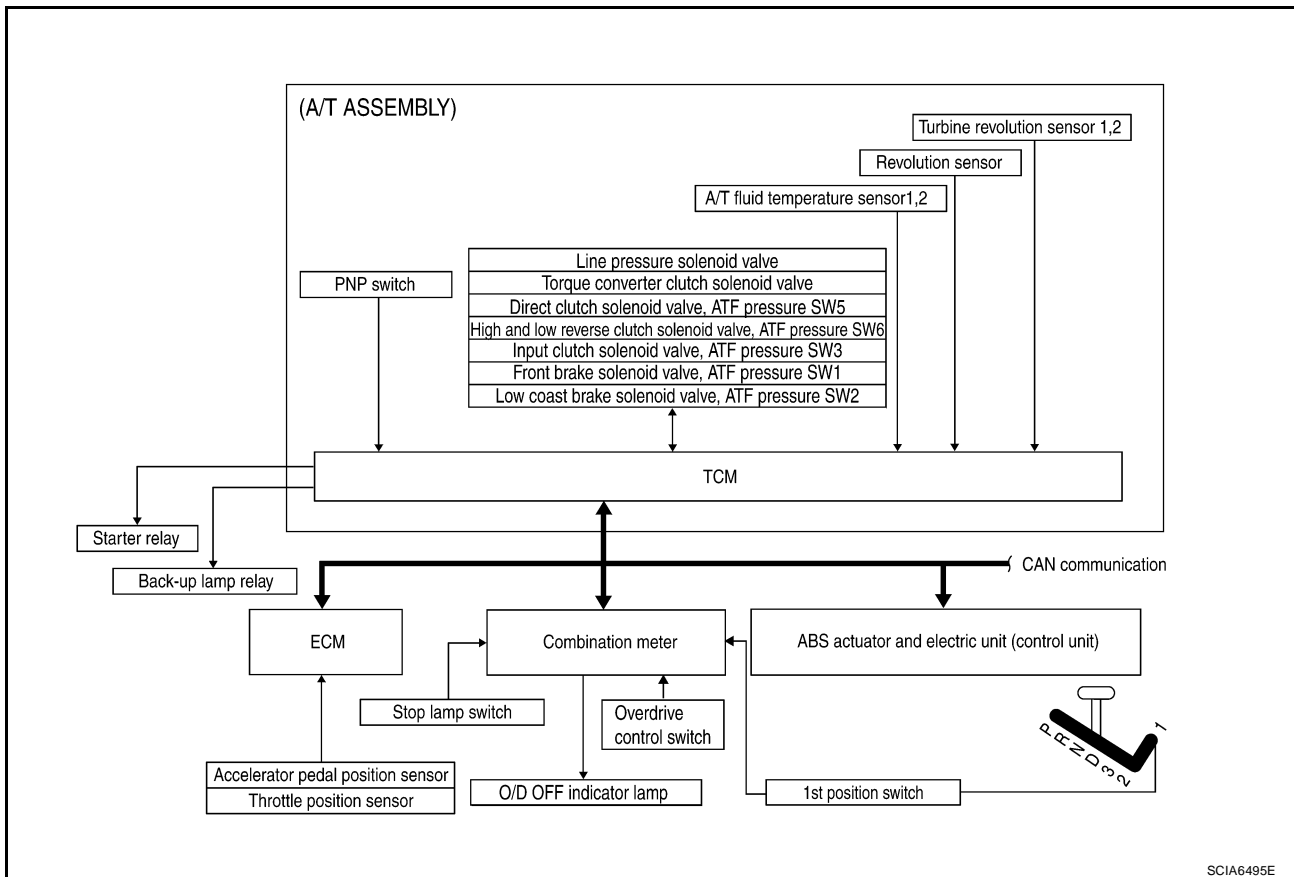 (A/T ASSEMBLY)
Turbine revolution sensor 1,2
Revolution sensor
A/T fluid temperature sensor1,2
Line pressure solenoid valve
PNP switch
Torque converter clutch solenoid valve
Direct clutch solenoid valve, ATF pressure SW5
High and low reverse clutch solenoid valve, ATF pressure SW6
Input clutch solenoid valve, ATF pressure SW3
Front brake solenoid valve, ATF pressure SW1
Low coast brake solenoid valve, ATF pressure SW2
TCM
Starter relay
Back-up lamp relay
CAN communication
ECM
Combination meter
ABS actuator and electric unit (control unit)
Stop lamp switch
Overdrive
control switch
P R N D 3 2 1
Accelerator pedal position sensor
Throttle position sensor
O/D OFF indicator lamp
1st position switch
SCIA6495E